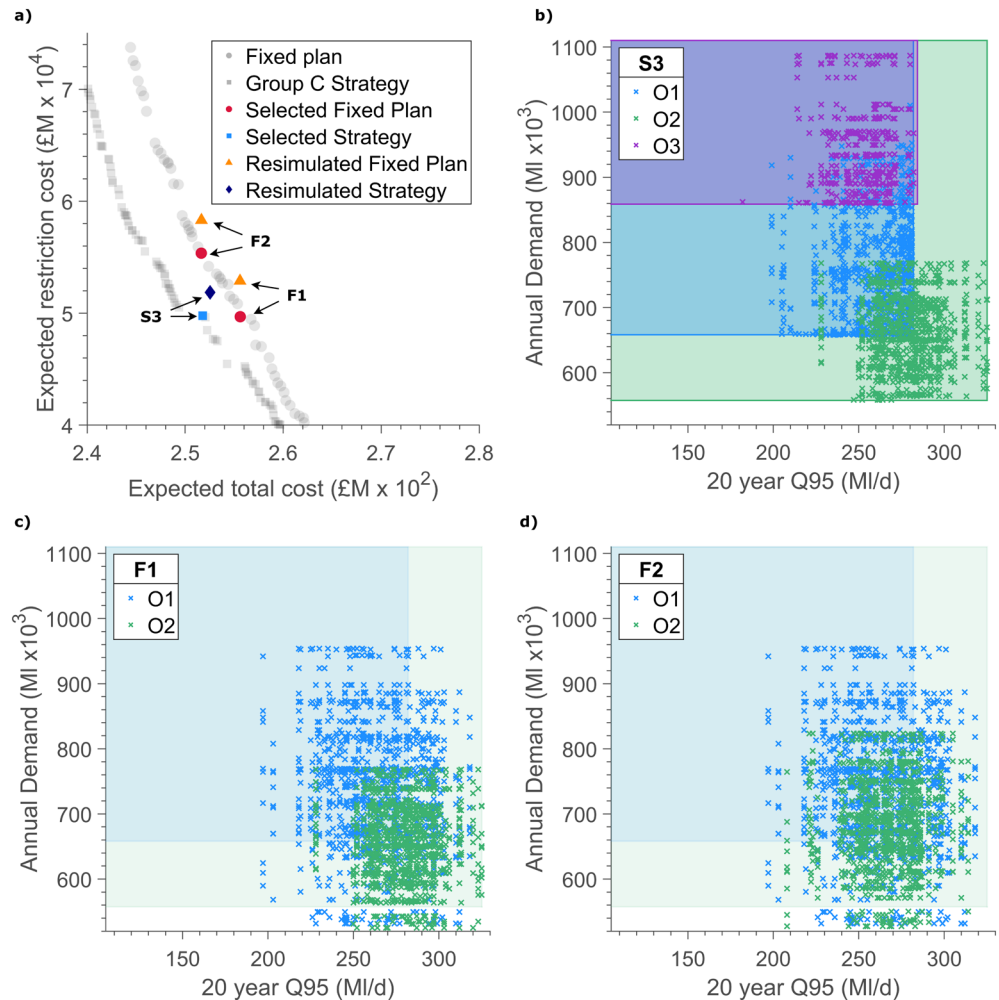 a)
Expected restriction cost (£M x 10⁴)
7
6
5
4
2.4 2.5 2.6 2.7 2.8
Expected total cost (£M x 10²)
Fixed plan
Group C Strategy
Selected Fixed Plan
Selected Strategy
Resimulated Fixed Plan
Resimulated Strategy
F2
F1
S3
b)
Annual Demand (Ml x10³)
1100
1000
900
800
700
600
150 200 250 300
20 year Q95 (Ml/d)
S3
O1
O2
O3
c)
Annual Demand (Ml x10³)
1100
1000
900
800
700
600
150 200 250 300
20 year Q95 (Ml/d)
F1
O1
O2
d)
Annual Demand (Ml x10³)
1100
1000
900
800
700
600
150 200 250 300
20 year Q95 (Ml/d)
F2
O1
O2